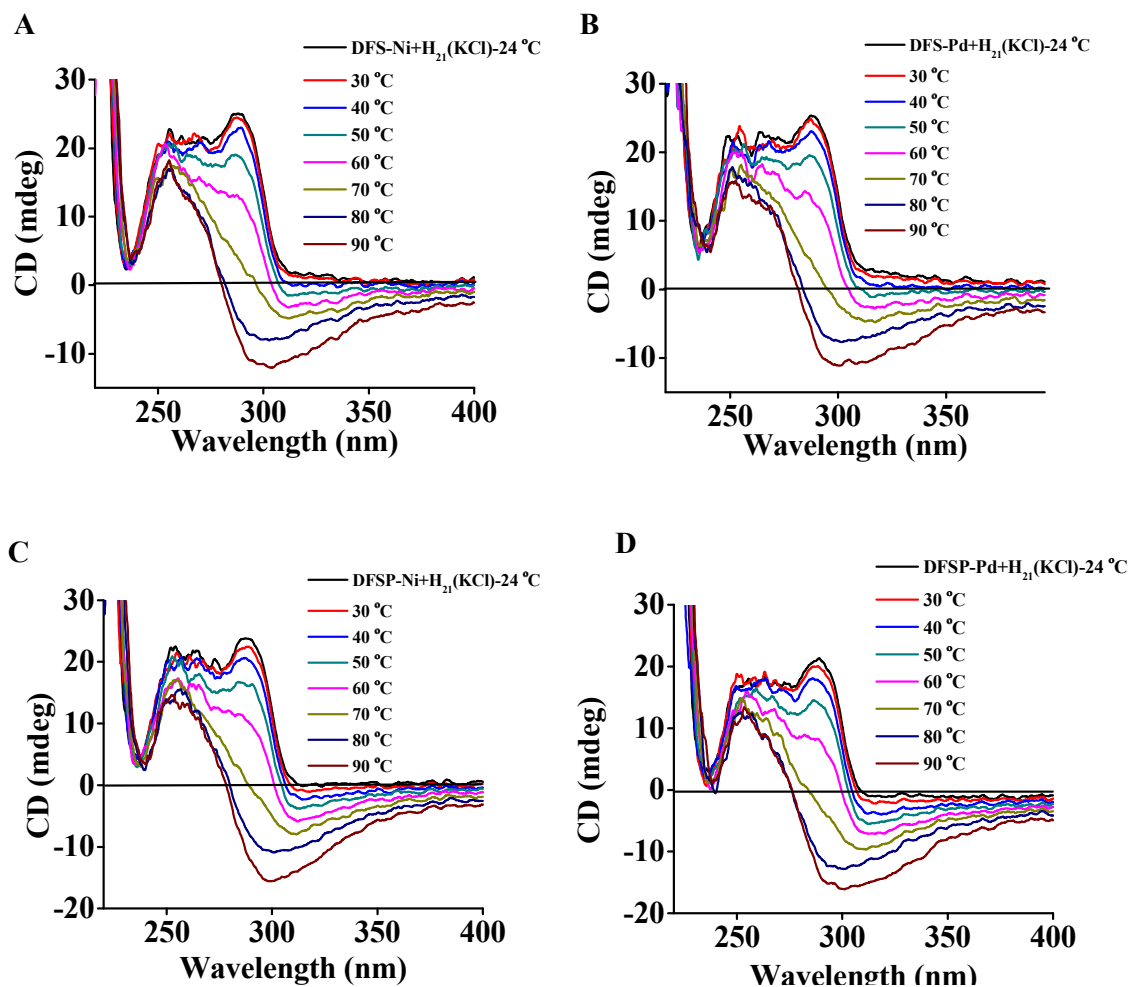 A
DFS-Ni+H21(KCl)-24 °C
30 °C
40 °C
50 °C
60 °C
70 °C
80 °C
90 °C
30
20
10
0
-10
CD (mdeg)
250
300
350
400
Wavelength (nm)
B
DFS-Pd+H21(KCl)-24 °C
30 °C
40 °C
50 °C
60 °C
70 °C
80 °C
90 °C
30
20
10
0
-10
CD (mdeg)
250
300
350
Wavelength (nm)
C
DFSP-Ni+H21(KCl)-24 °C
30 °C
40 °C
50 °C
60 °C
70 °C
80 °C
90 °C
30
20
10
0
-10
-20
CD (mdeg)
250
300
350
400
Wavelength (nm)
D
DFSP-Pd+H21(KCl)-24 °C
30 °C
40 °C
50 °C
60 °C
70 °C
80 °C
90 °C
30
20
10
0
-10
-20
CD (mdeg)
250
300
350
400
Wavelength (nm)